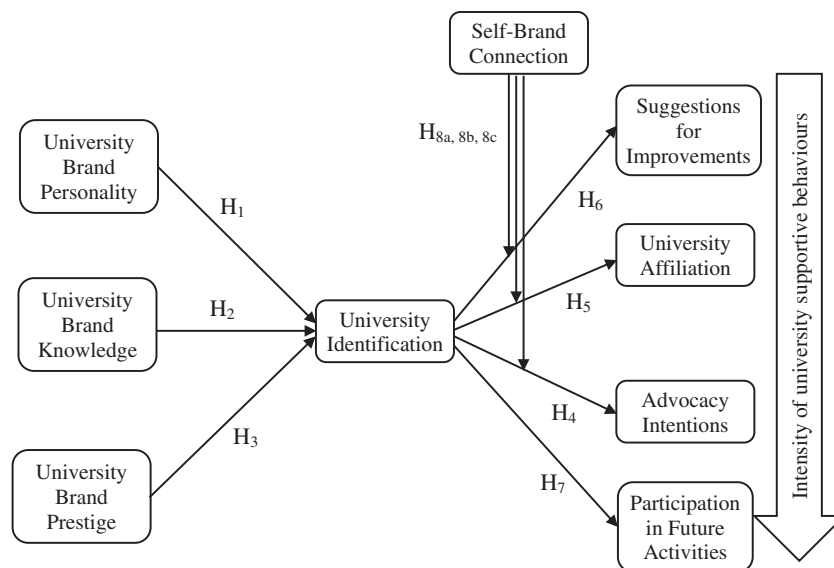 Self-Brand
Connection
Suggestions
for
Improvements
H8a, 8b, 8c
University
Brand
Personality
H1
H6
University
Affiliation
H5
University
Brand
Knowledge
H2
University
Identification
H3
Advocacy
Intentions
H4
University
Brand
Prestige
H7
Participation
in Future
Activities
Intensity of university supportive behaviours